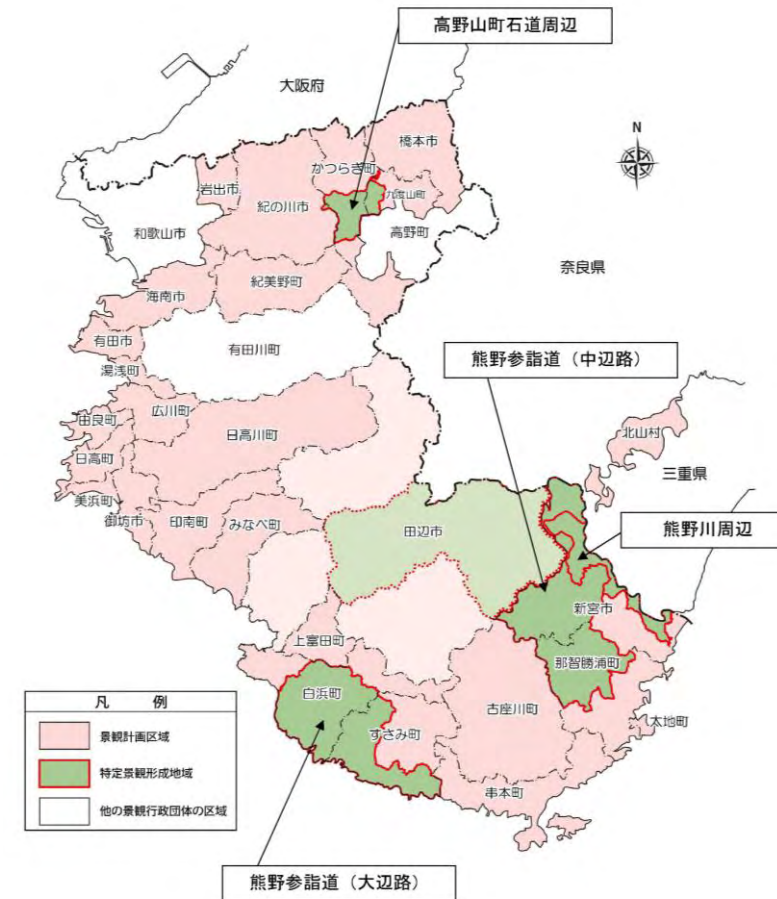 高野山町石道周辺
大阪府
橋本市
かつらぎ町
岩出市
九度山町
紀の川市
和歌山市
高野町
N
奈良県
紀美野町
海南市
有田市
有田川町
湯浅町
熊野参詣道(中辺路)
広川町
由良町
日高川町
北山村
日高町
三重県
美浜町
御坊市
印南町
みなべ町
田辺市
熊野川周辺
新宮市
上富田町
那智勝浦町
白浜町
古座川町
太地町
すさみ町
串本町
凡 例
景観計画区域
特定景観形成地域
他の景観行政団体の区域
熊野参詣道(大辺路)